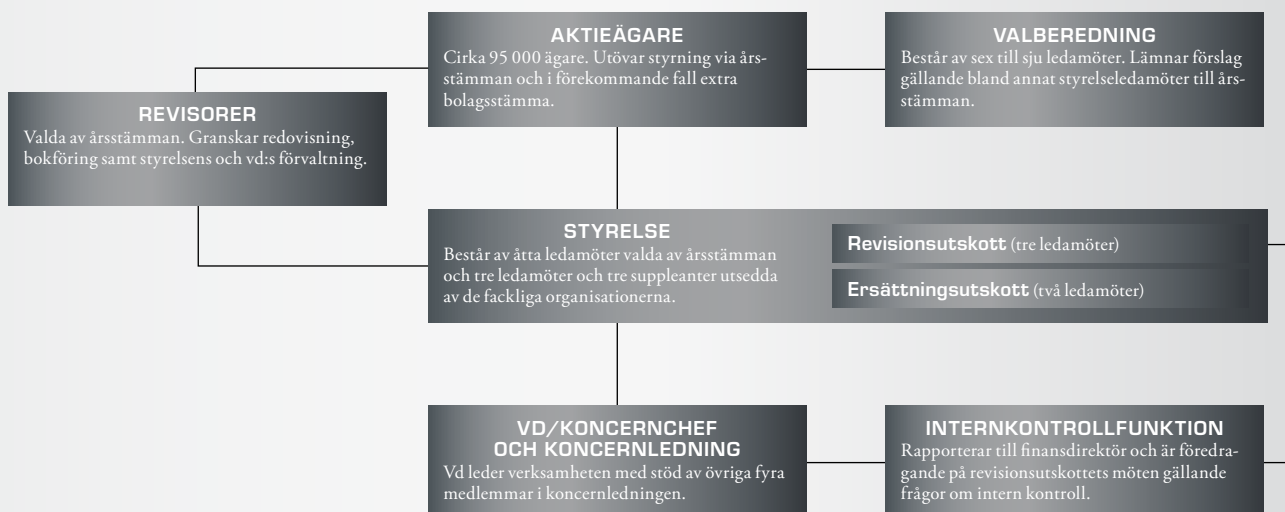 AKTIEÄGARE
Cirka 95 000 ägare. Utövar styrning via års-
stämman och i förekommande fall extra
bolagsstämma.
VALBEREDNING
Består av sex till sju ledamöter. Lämnar förslag
gällande bland annat styrelseledamöter till års-
stämman.
REVISORER
Valda av årsstämman. Granskar redovisning,
bokföring samt styrelsens och vd:s förvaltning.
STYRELSE
Består av åtta ledamöter valda av årsstämman
och tre ledamöter och tre suppleanter utsedda
av de fackliga organisationerna.
Revisionsutskott (tre ledamöter)
Ersättningsutskott (två ledamöter)
VD/KONCERNCHEF
OCH KONCERNLEDNING
Vd leder verksamheten med stöd av övriga fyra
medlemmar i koncernledningen.
INTERNKONTROLLFUNKTION
Rapporterar till finansdirektör och är föredra-
gande på revisionsutskottets möten gällande
frågor om intern kontroll.